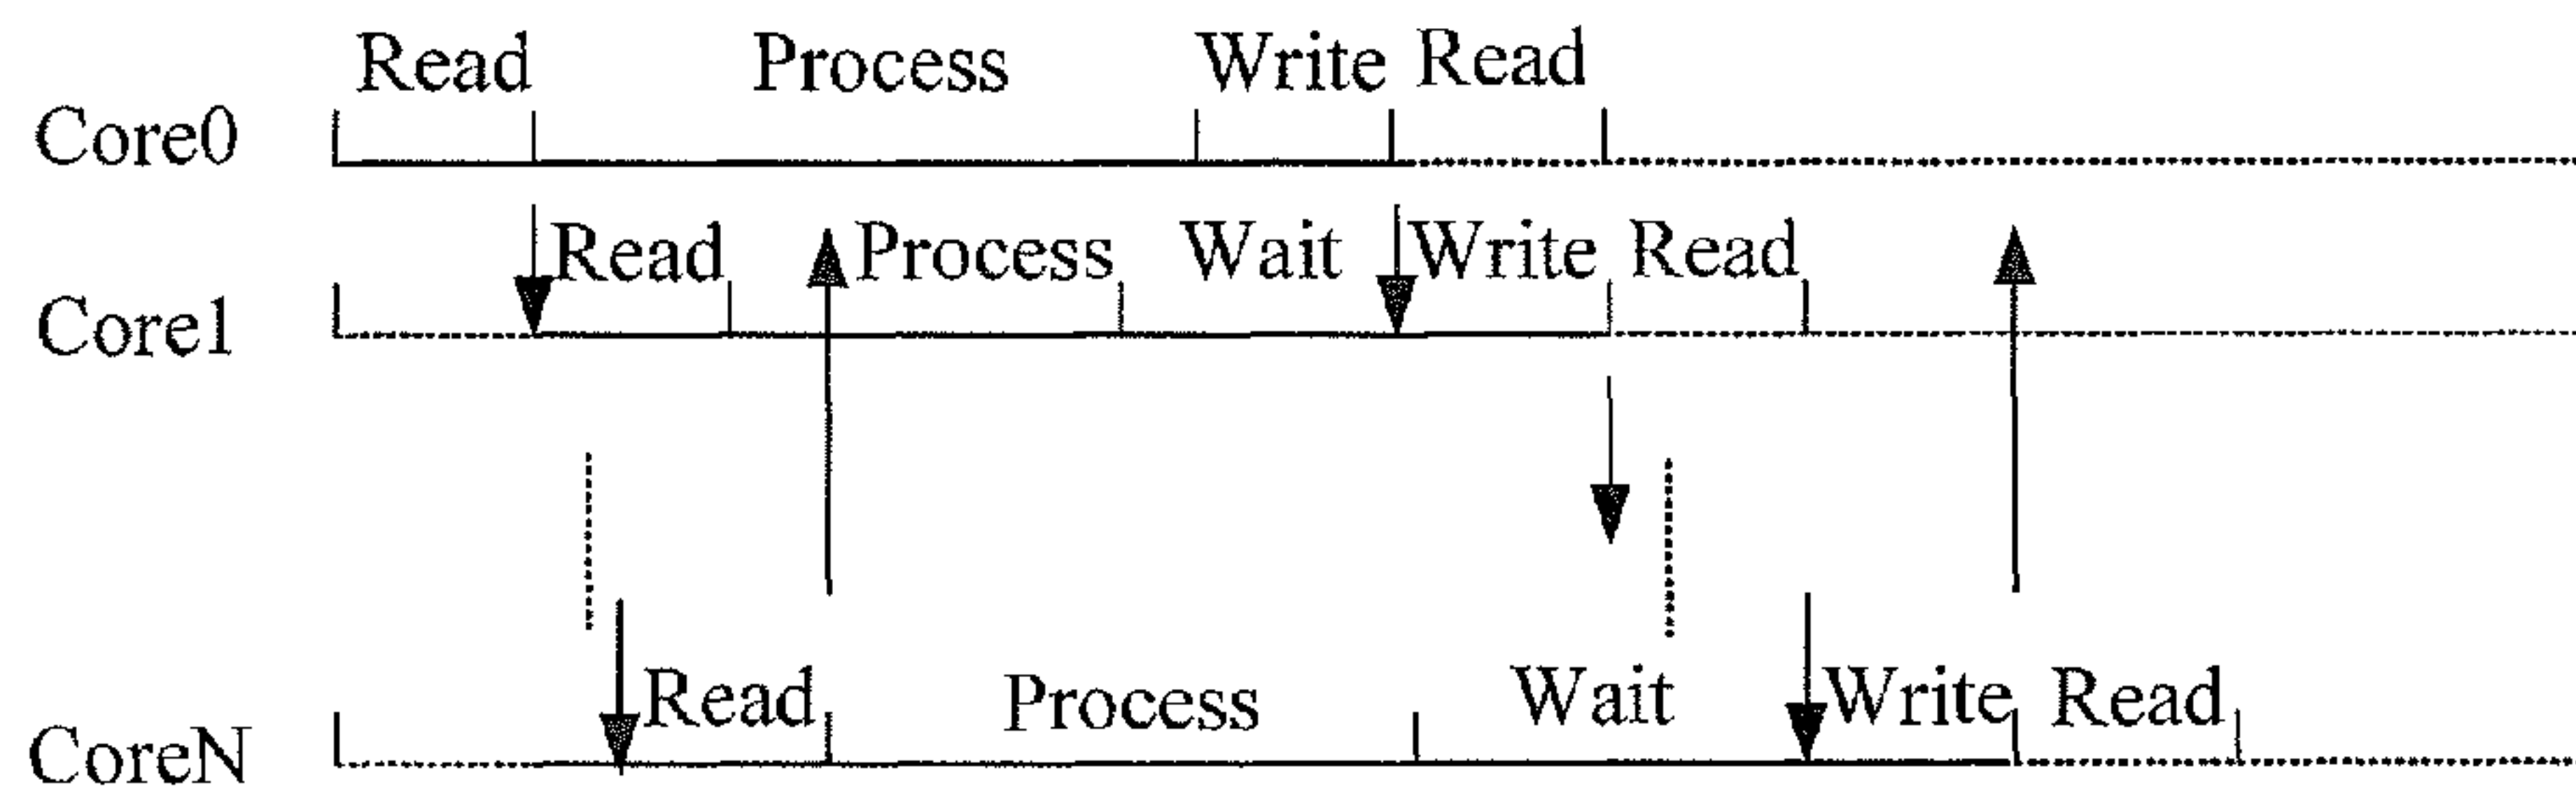 Read Process Write Read
Core0
Read Process Wait Write Read
Core1
Read Process Wait Write Read
CoreN